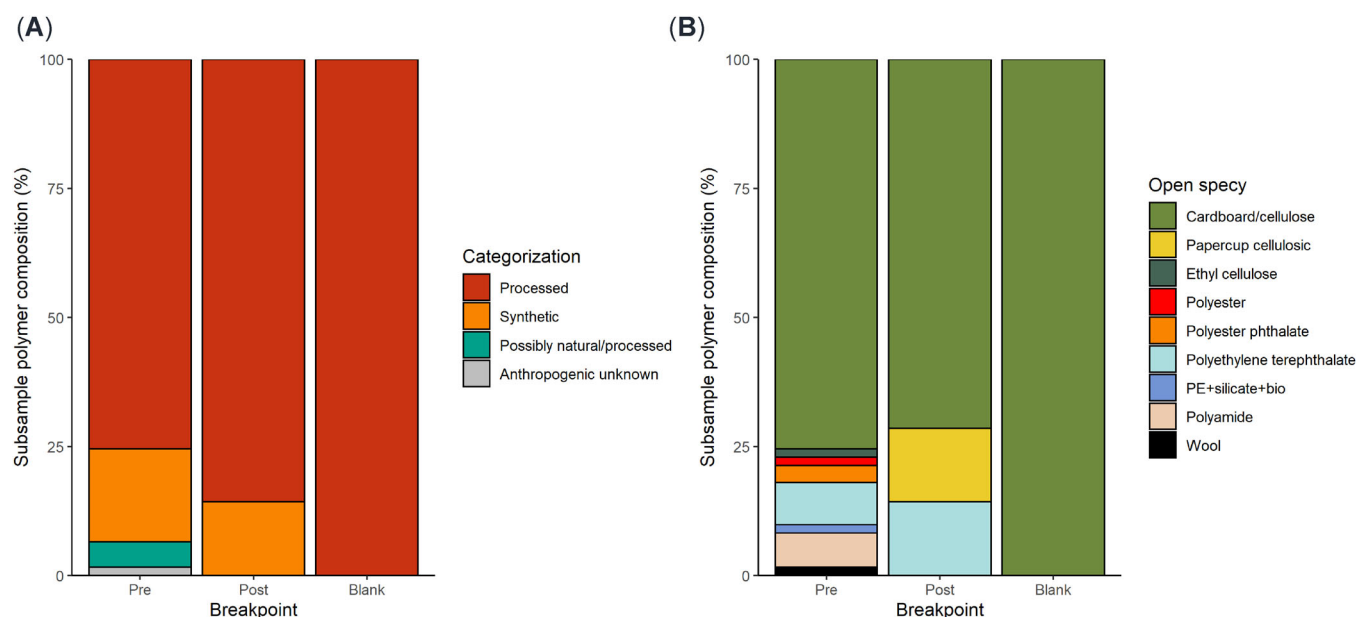 (A)
Subsample polymer composition (%)
100
75
50
25
0
Pre
Post
Blank
Breakpoint
Categorization
Processed
Synthetic
Possibly natural/processed
Anthropogenic unknown
(B)
Subsample polymer composition (%)
100
75
50
25
0
Pre
Post
Blank
Breakpoint
Open specy
Cardboard/cellulose
Papercup cellulosic
Ethyl cellulose
Polyester
Polyester phthalate
Polyethylene terephthalate
PE+silicate+bio
Polyamide
Wool